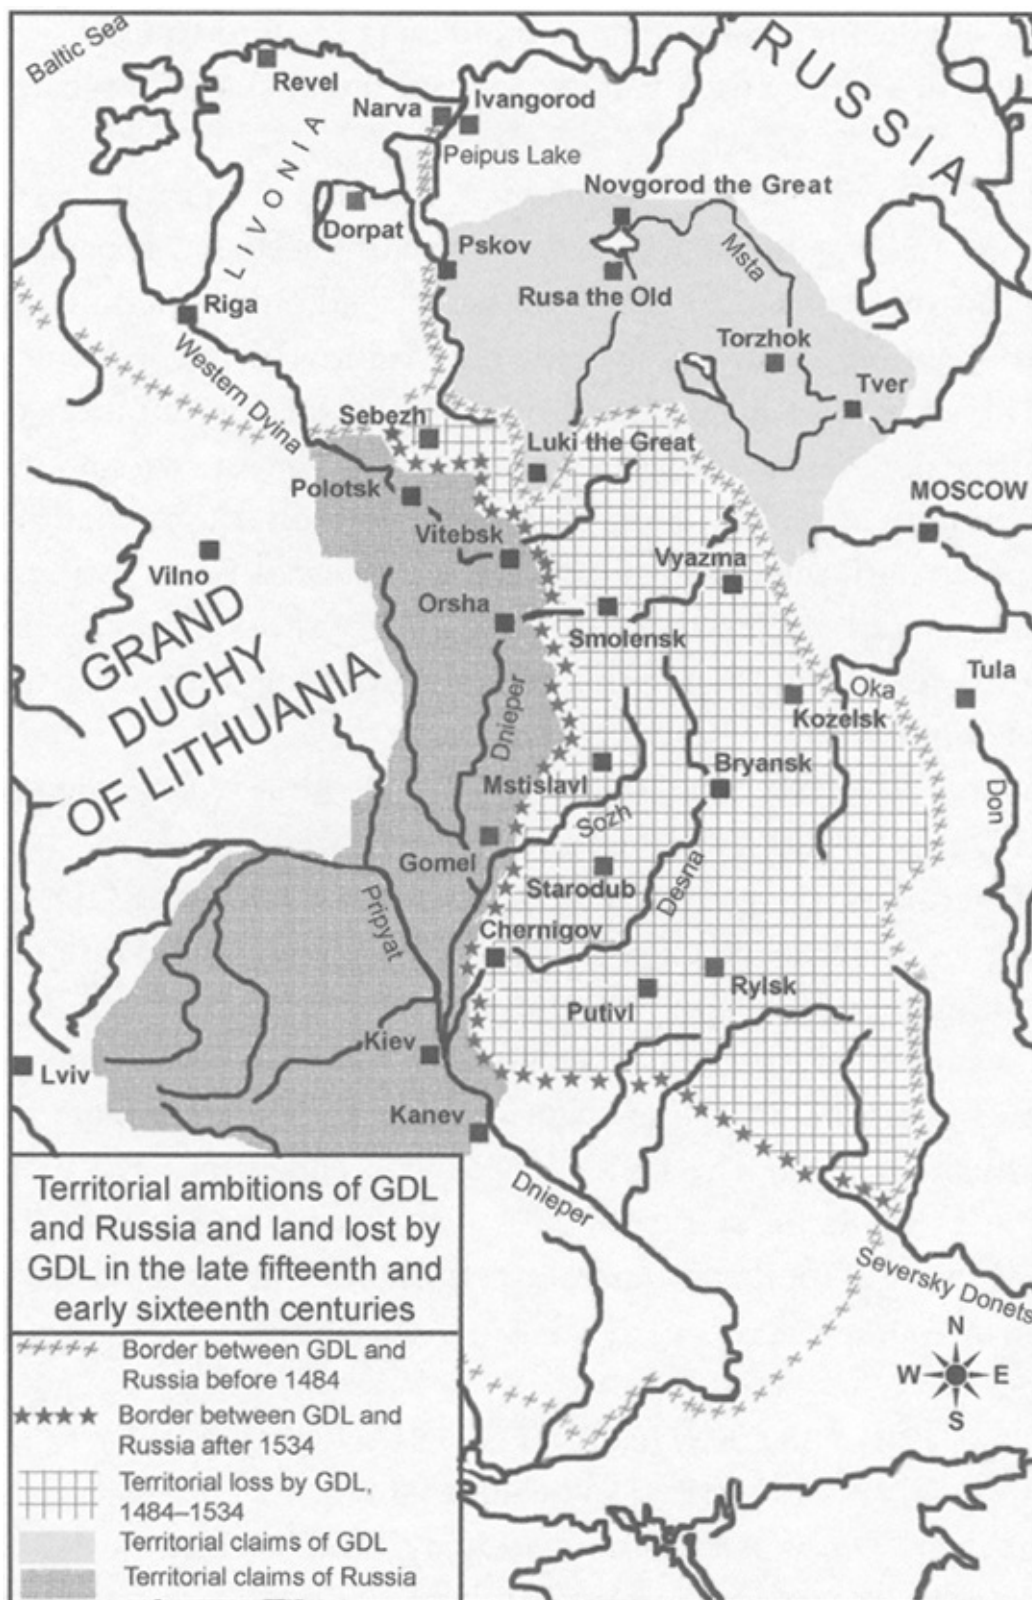 Baltic Sea
RUSSIA
Revel
Narva
Ivangorod
LIVONIA
Peipus Lake
Novgorod the Great
Dorpat
Pskov
Msta
Rusa the Old
Riga
Torzhok
Western Dvina
Tver
Sebezh
Luki the Great
Polotsk
MOSCOW
Vitebsk
Vilno
Vyazma
Orsha
Smolensk
GRAND
DUCHY
OF LITHUANIA
Dnieper
Oka
Tula
Kozelsk
Mstislavl
Bryansk
Don
Sozh
Gomel
Starodub
Desna
Pripyat
Chernigov
Rylsk
Putivl
Kiev
Lviv
Kanev
Dnieper
Seversky Donets
N
W
E
S
Territorial ambitions of GDL
and Russia and land lost by
GDL in the late fifteenth and
early sixteenth centuries
Border between GDL and
Russia before 1484
Border between GDL and
Russia after 1534
Territorial loss by GDL,
1484–1534
Territorial claims of GDL
Territorial claims of Russia